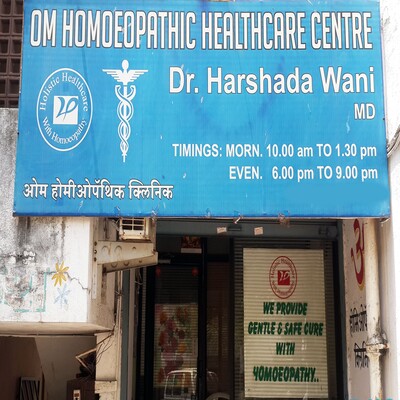 OM HOMOEOPATHIC HEALTHCARE CENTRE
Holistic Healthcare
With Homoeopathy
Dr. Harshada Wani
MD
TIMINGS: MORN. 10.00 am TO 1.30 pm
EVEN. 6.00 pm TO 9.00 pm
ओम होमीओपॅथिक क्लिनिक
WE PROVIDE
GENTLE & SAFE CURE
WITH
HOMOEOPATHY..